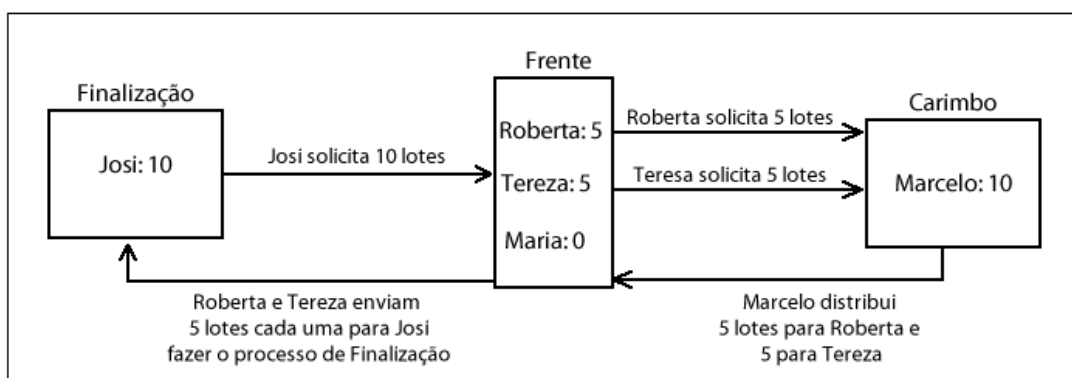 Finalização
Josi: 10
Josi solicita 10 lotes
Frente
Roberta: 5
Tereza: 5
Maria: 0
Roberta solicita 5 lotes
Teresa solicita 5 lotes
Carimbo
Marcelo: 10
Roberta e Tereza enviam
5 lotes cada uma para Josi
fazer o processo de Finalização
Marcelo distribui
5 lotes para Roberta e
5 para Tereza